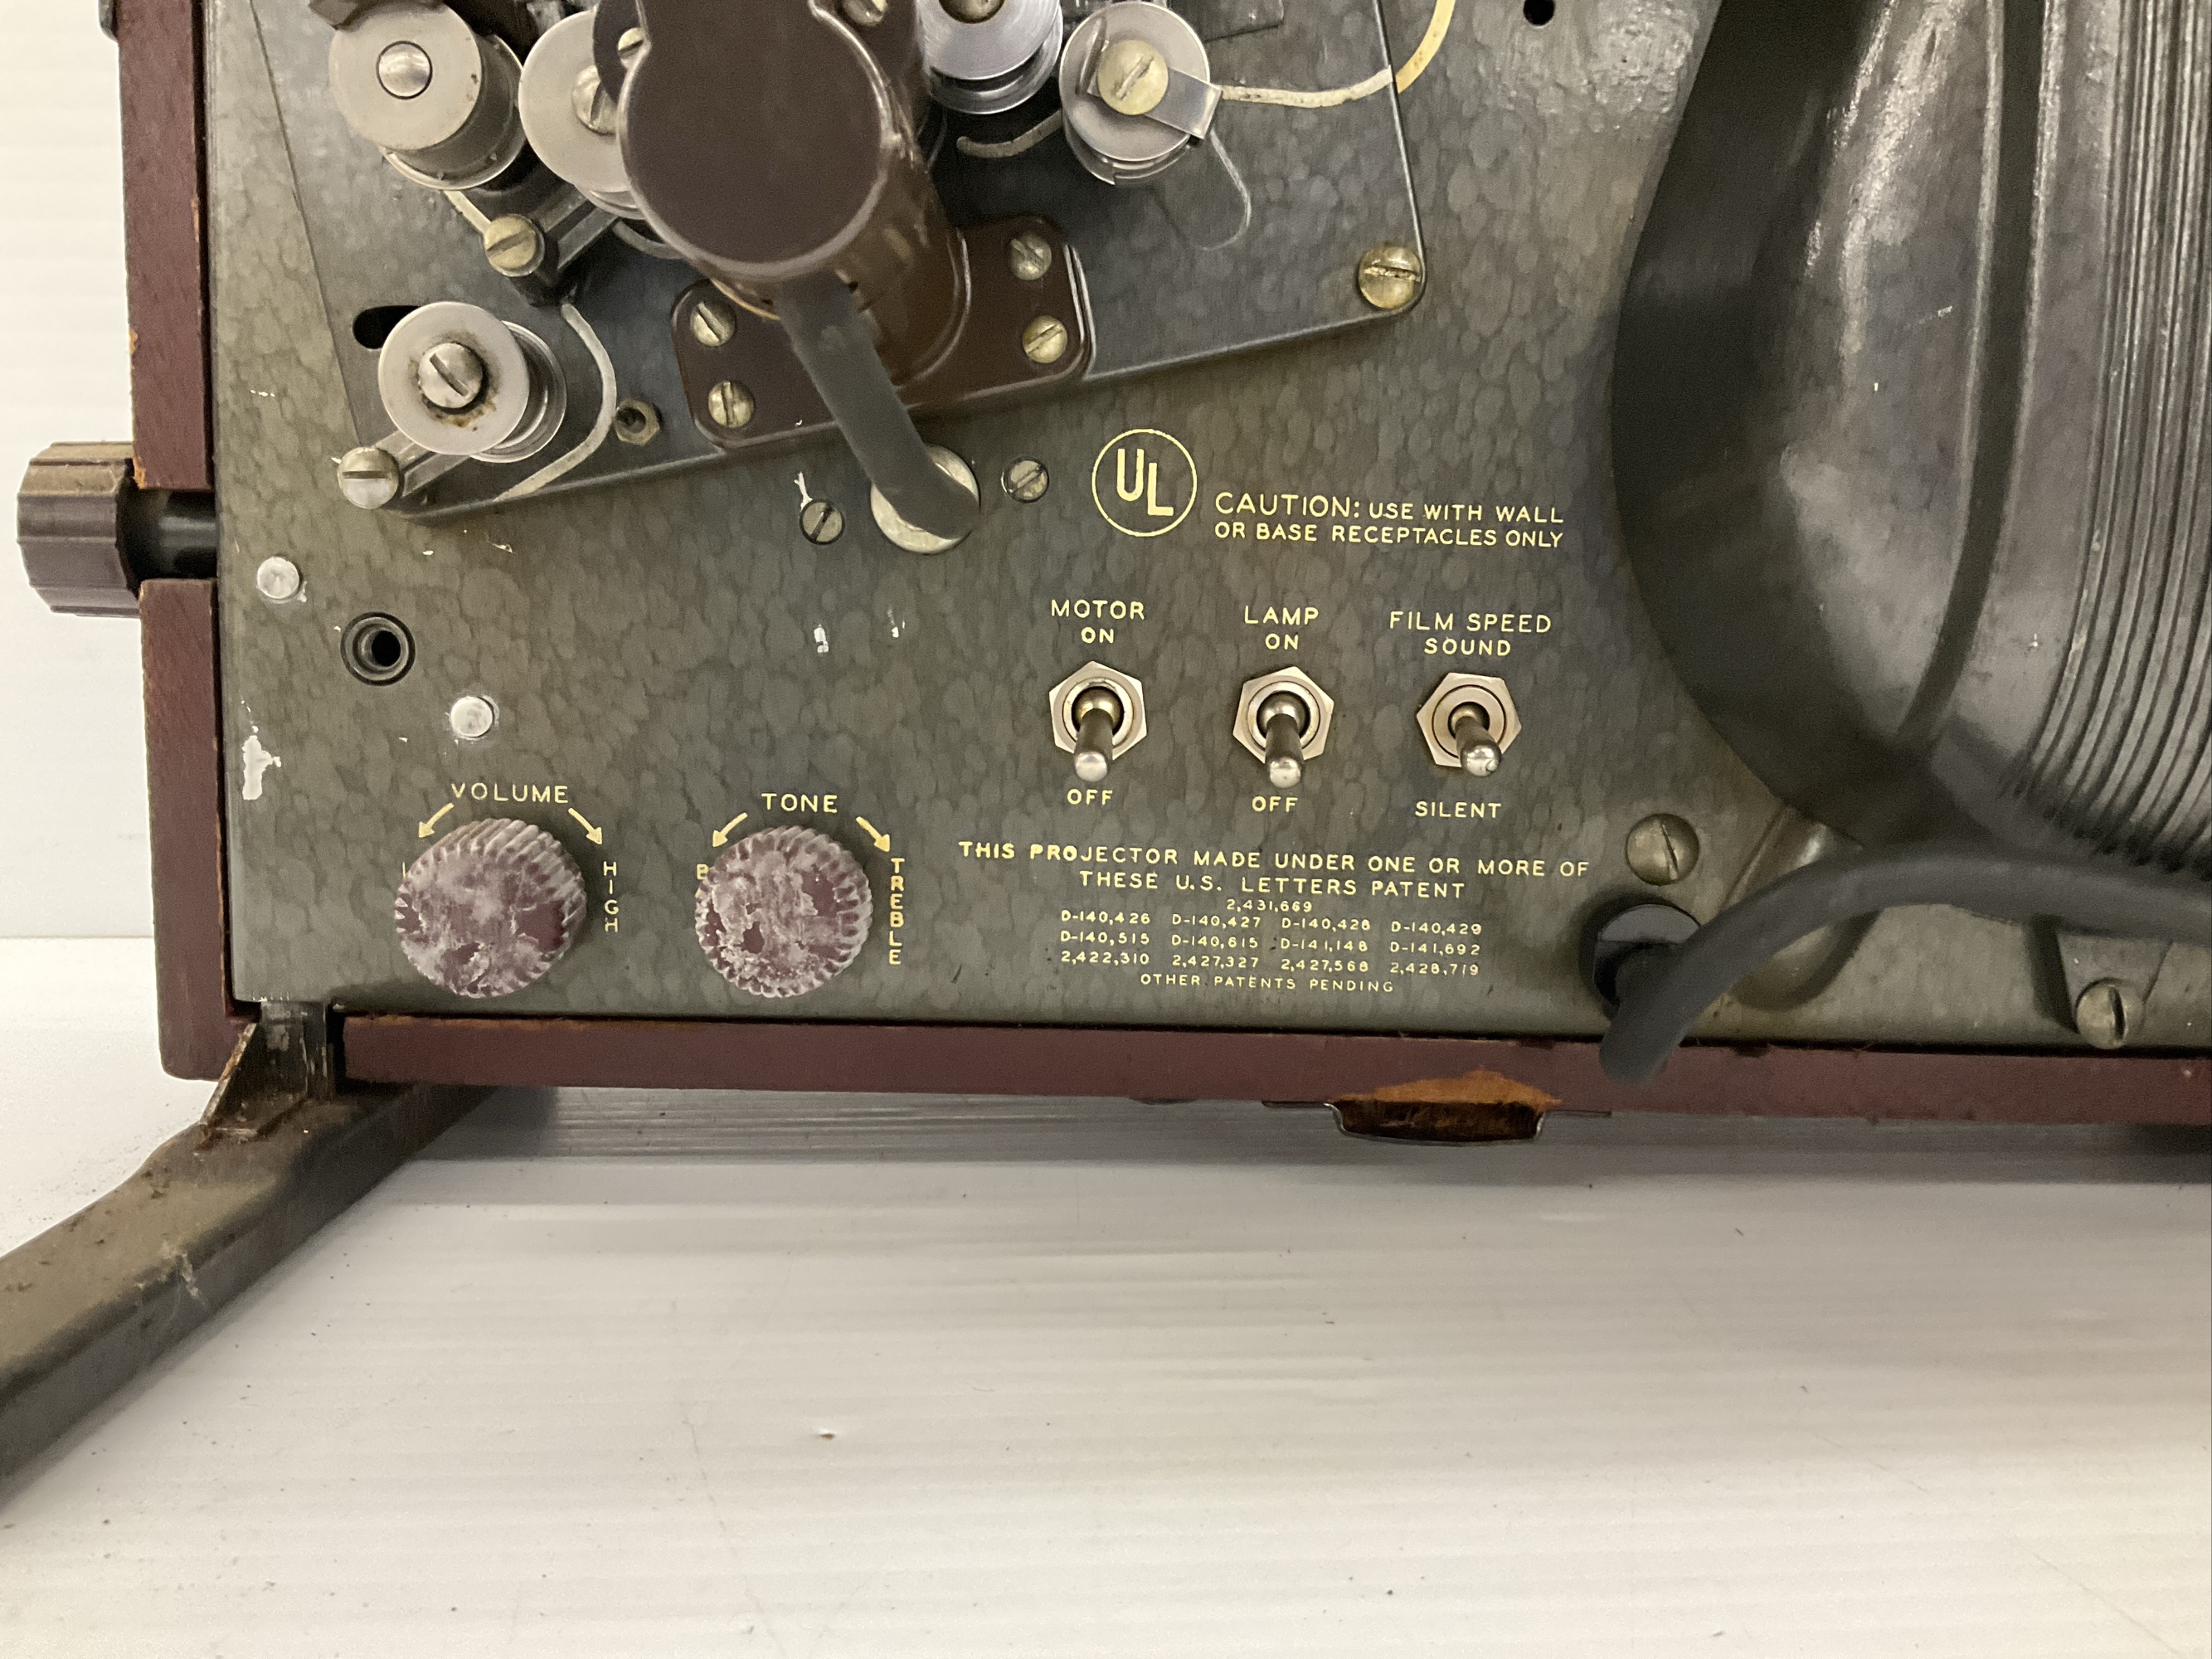 UL
CAUTION: USE WITH WALL
OR BASE RECEPTACLES ONLY
MOTOR
ON
LAMP
ON
FILM SPEED
SOUND
OFF
OFF
SILENT
VOLUME
HIGH
TONE
TREBLE
THIS PROJECTOR MADE UNDER ONE OR MORE OF
THESE U.S. LETTERS PATENT
2,431,669
D-140,426 D-140,427 D-140,428 D-140,429
D-140,515 D-140,615 D-141,148 D-141,692
2,422,310 2,427,327 2,427,568 2,428,719
OTHER PATENTS PENDING